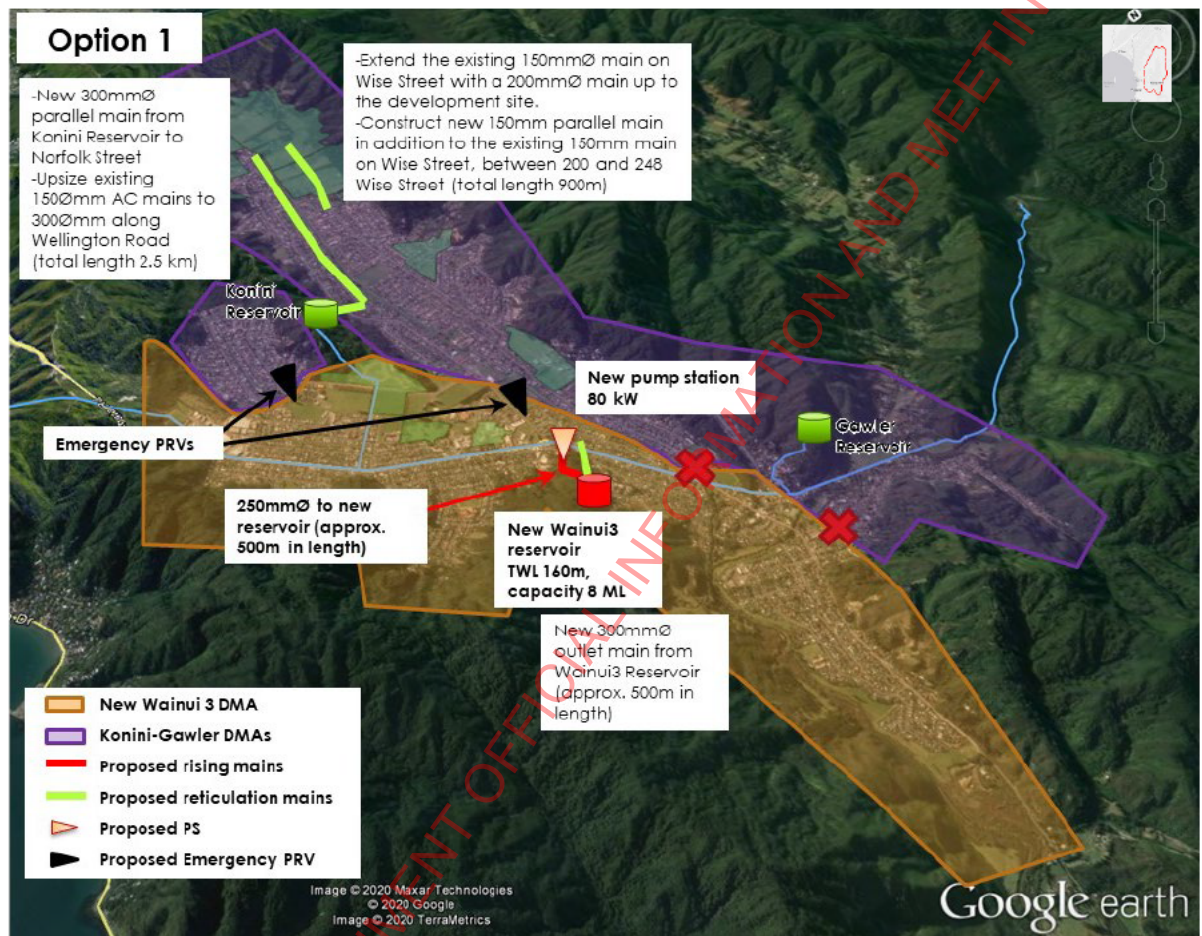 Option 1
-New 300mmØ
parallel main from
Konini Reservoir to
Norfolk Street
-Upsize existing
150Ømm AC mains to
300Ømm along
Wellington Road
(total length 2.5 km)
-Extend the existing 150mmØ main on
Wise Street with a 200mmØ main up to
the development site.
-Construct new 150mm parallel main
in addition to the existing 150mm main
on Wise Street, between 200 and 248
Wise Street (total length 900m)
Konini
Reservoir
New pump station
80 kW
Gawler
Reservoir
Emergency PRVs
250mmØ to new
reservoir (approx.
500m in length)
New Wainui3
reservoir
TWL 160m,
capacity 8 ML
New 300mmØ
outlet main from
Wainui3 Reservoir
(approx. 500m in
length)
New Wainui 3 DMA
Konini-Gawler DMAs
Proposed rising mains
Proposed reticulation mains
Proposed PS
Proposed Emergency PRV
Image © 2020 Maxar Technologies
© 2020 Google
Image © 2020 TerraMetrics
Google earth
OFFICIAL INFORMATION AND MEETIN